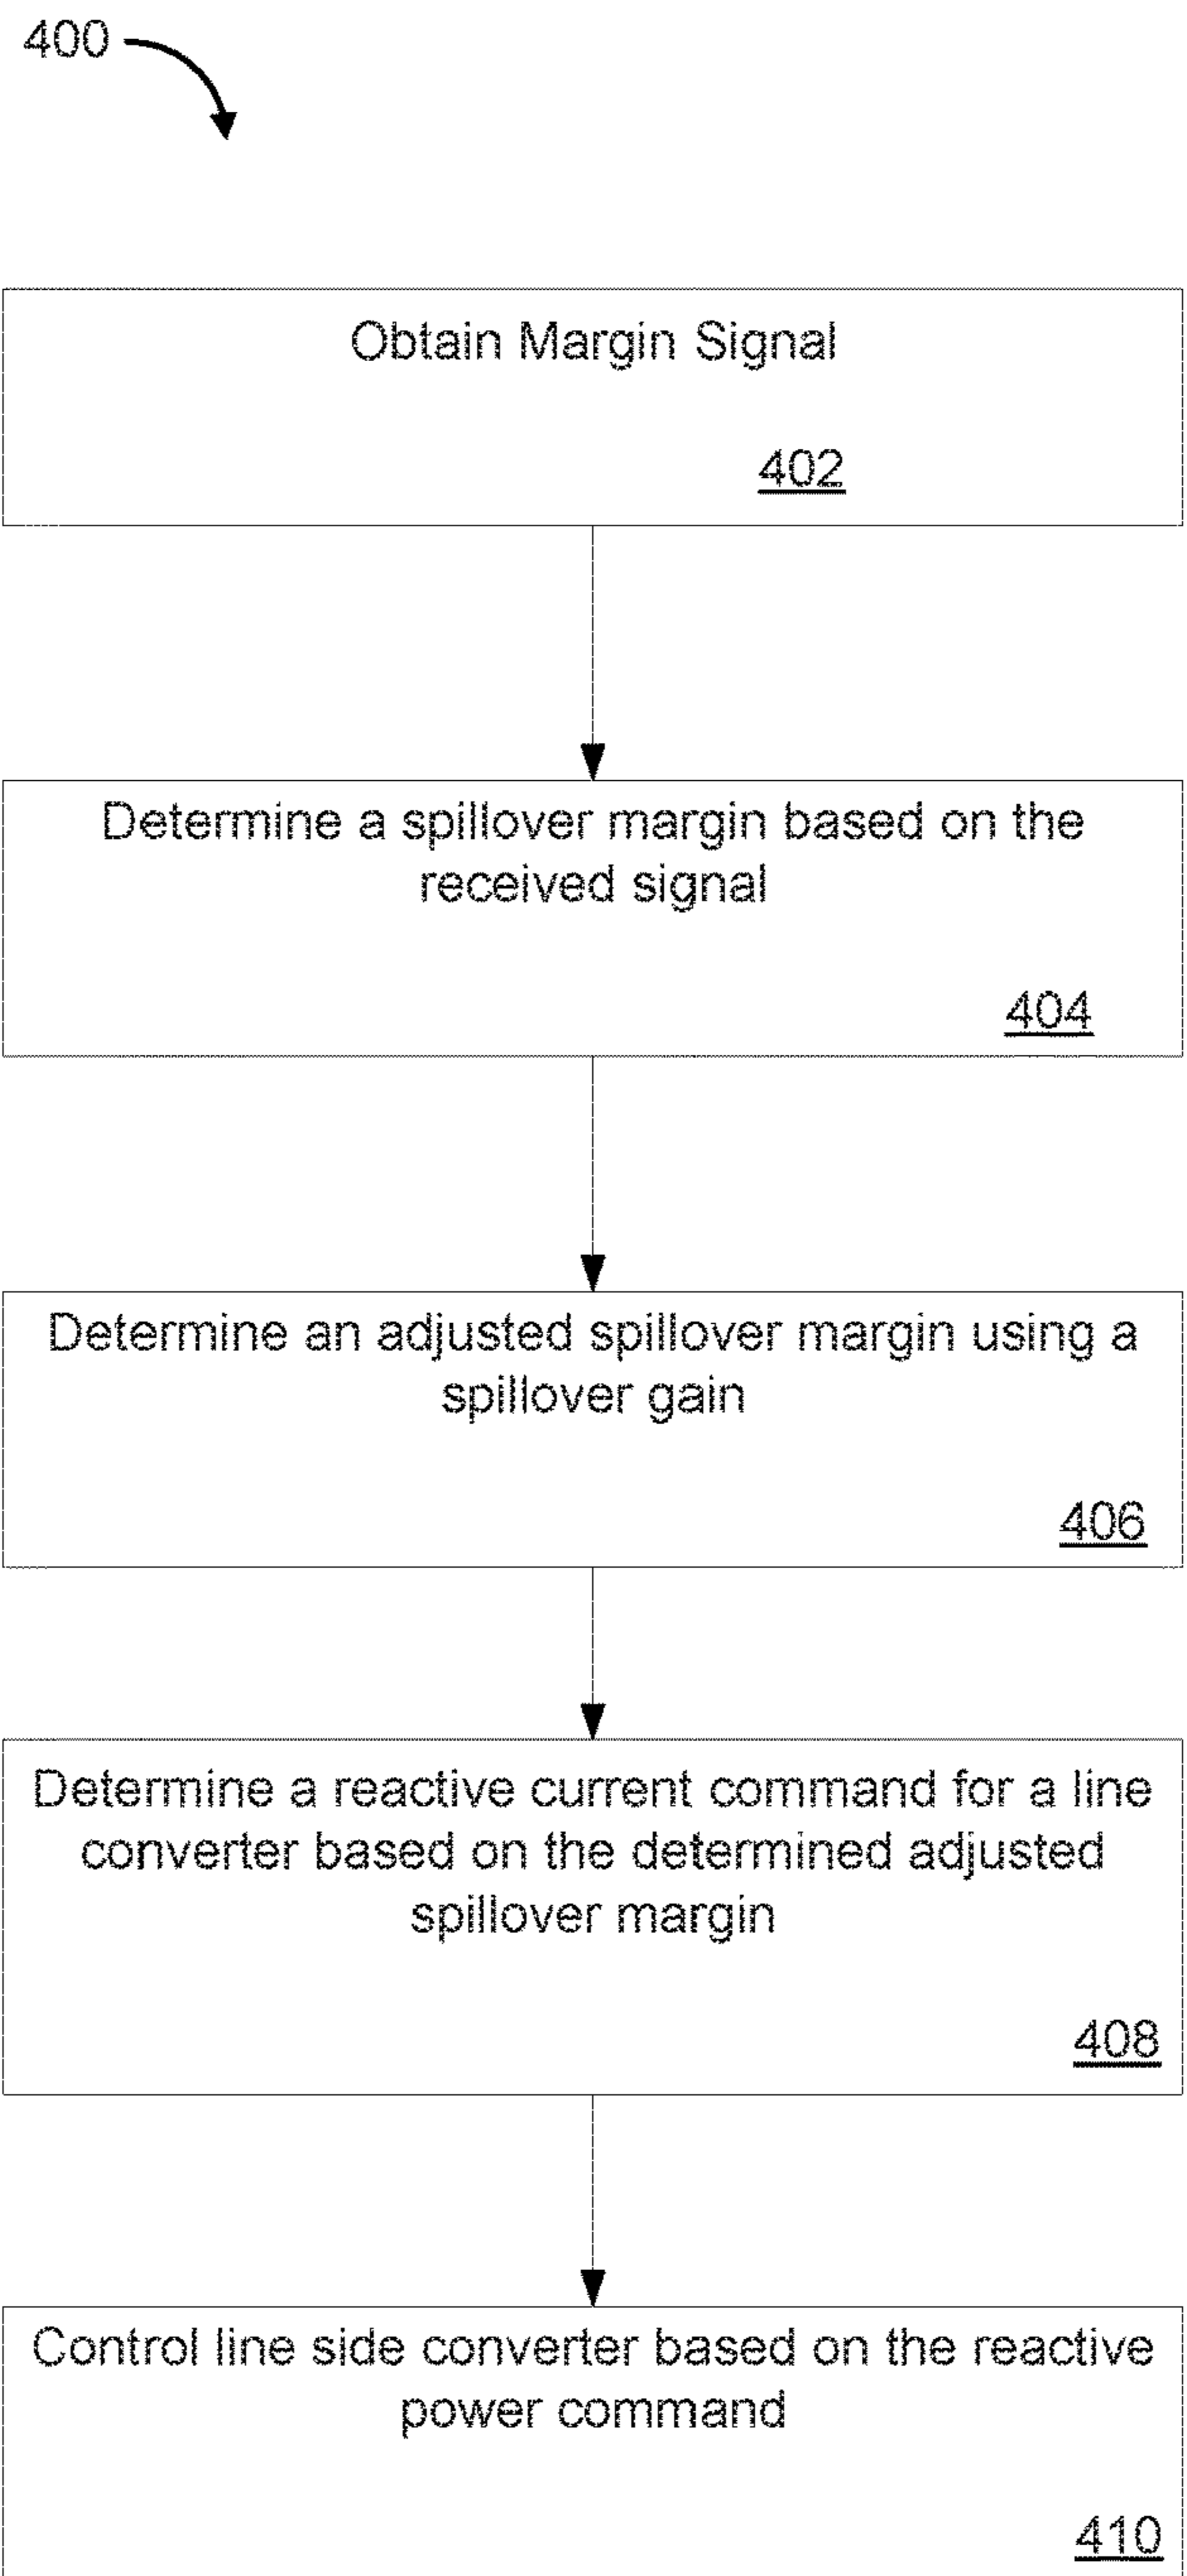 400
Obtain Margin Signal
402
Determine a spillover margin based on the
received signal
404
Determine an adjusted spillover margin using a
spillover gain
406
Determine a reactive current command for a line
converter based on the determined adjusted
spillover margin
408
Control line side converter based on the reactive
power command
410